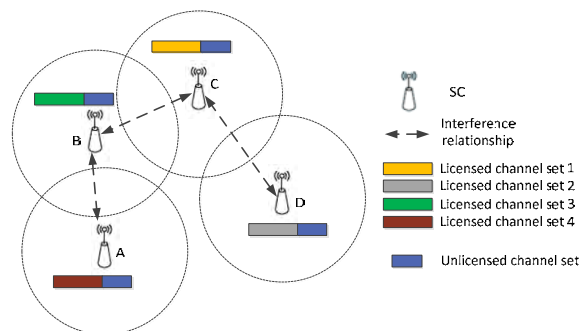 C
B
D
A
SC
Interference
relationship
Licensed channel set 1
Licensed channel set 2
Licensed channel set 3
Licensed channel set 4
Unlicensed channel set